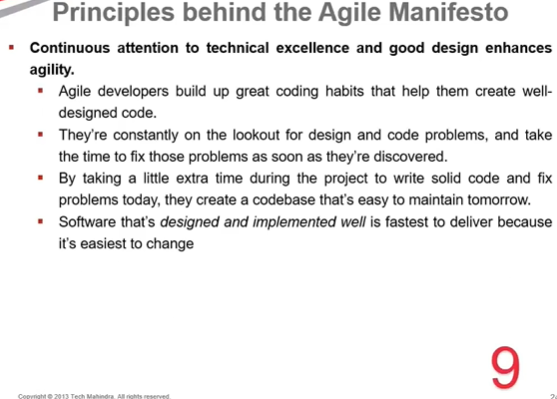 Principles behind the Agile Manifesto
▪ Continuous attention to technical excellence and good design enhances
agility.
▪ Agile developers build up great coding habits that help them create well-
designed code.
▪ They're constantly on the lookout for design and code problems, and take
the time to fix those problems as soon as they're discovered.
▪ By taking a little extra time during the project to write solid code and fix
problems today, they create a codebase that's easy to maintain tomorrow.
▪ Software that's designed and implemented well is fastest to deliver because
it's easiest to change
9
Copyright © 2013 Tech Mahindra. All rights reserved.